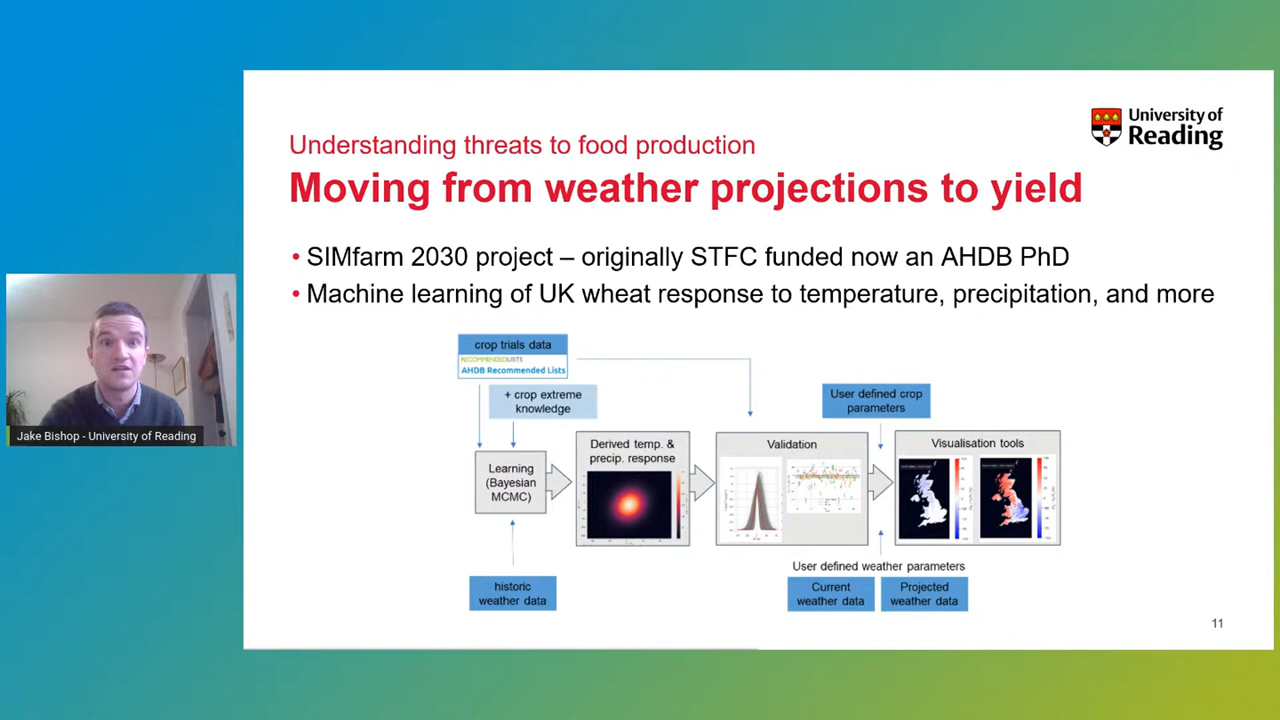 University of
Reading
Understanding threats to food production
Moving from weather projections to yield
• SIMfarm 2030 project – originally STFC funded now an AHDB PhD
• Machine learning of UK wheat response to temperature, precipitation, and more
crop trials data
RECOMMENDEDLISTS
AHDB Recommended Lists
+ crop extreme
knowledge
User defined crop
parameters
Learning
(Bayesian
MCMC)
Derived temp. &
precip. response
Validation
Visualisation tools
historic
weather data
User defined weather parameters
Current
weather data
Projected
weather data
11
Jake Bishop - University of Reading